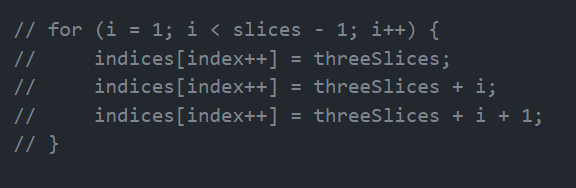 // for (i = 1; i < slices - 1; i++) {
//     indices[index++] = threeSlices;
//     indices[index++] = threeSlices + i;
//     indices[index++] = threeSlices + i + 1;
// }